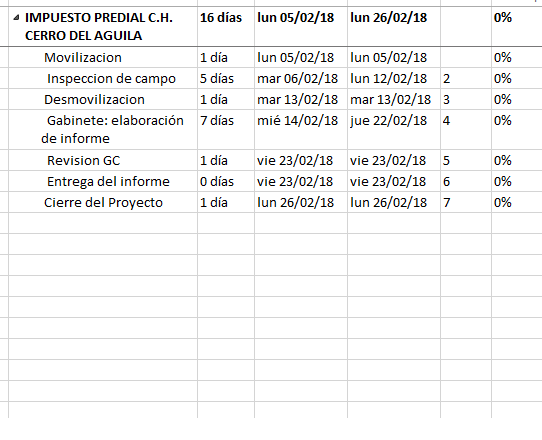 IMPUESTO PREDIAL C.H. 16 días lun 05/02/18 lun 26/02/18 0%
CERRO DEL AGUILA
Movilizacion 1 día lun 05/02/18 lun 05/02/18 0%
Inspeccion de campo 5 días mar 06/02/18 lun 12/02/18 2 0%
Desmovilizacion 1 día mar 13/02/18 mar 13/02/18 3 0%
Gabinete: elaboración 7 días mié 14/02/18 jue 22/02/18 4 0%
de informe
Revision GC 1 día vie 23/02/18 vie 23/02/18 5 0%
Entrega del informe 0 días vie 23/02/18 vie 23/02/18 6 0%
Cierre del Proyecto 1 día lun 26/02/18 lun 26/02/18 7 0%